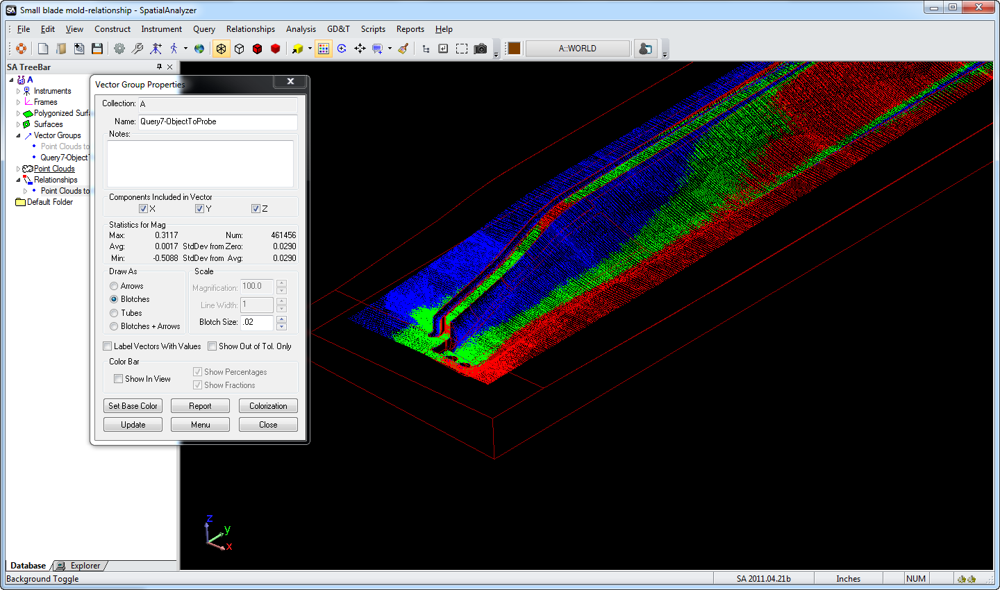 Small blade mold-relationship - SpatialAnalyzer
File Edit View Construct Instrument Query Relationships Analysis GD&T Scripts Reports Help
A::WORLD
SA TreeBar
A
Instruments
Frames
Polygonized Surfa
Surfaces
Vector Groups
Point Clouds to
Query7-ObjectT
Point Clouds
Relationships
Point Clouds to
Default Folder
Vector Group Properties
Collection: A
Name: Query7-ObjectToProbe
Notes:
Components Included in Vector
X Y Z
Statistics for Mag
Max: 0.3117 Num: 461456
Avg: 0.0017 StdDev from Zero: 0.0290
Min: -0.5088 StdDev from Avg: 0.0290
Draw As
Arrows
Blotches
Tubes
Blotches + Arrows
Scale
Magnification: 100.0
Line Width: 1
Blotch Size: .02
Label Vectors With Values Show Out of Tol. Only
Color Bar
Show In View
Show Percentages
Show Fractions
Set Base Color Report Colorization
Update Menu Close
z
y
x
Database Explorer
Background Toggle SA 2011.04.21b Inches NUM